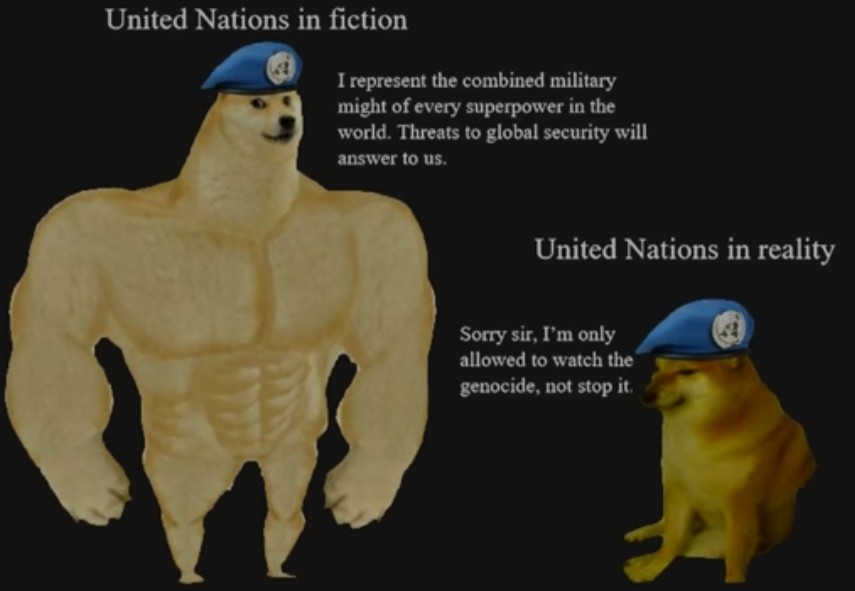 United Nations in fiction
I represent the combined military
might of every superpower in the
world. Threats to global security will
answer to us.
United Nations in reality
Sorry sir, I'm only
allowed to watch the
genocide, not stop it.